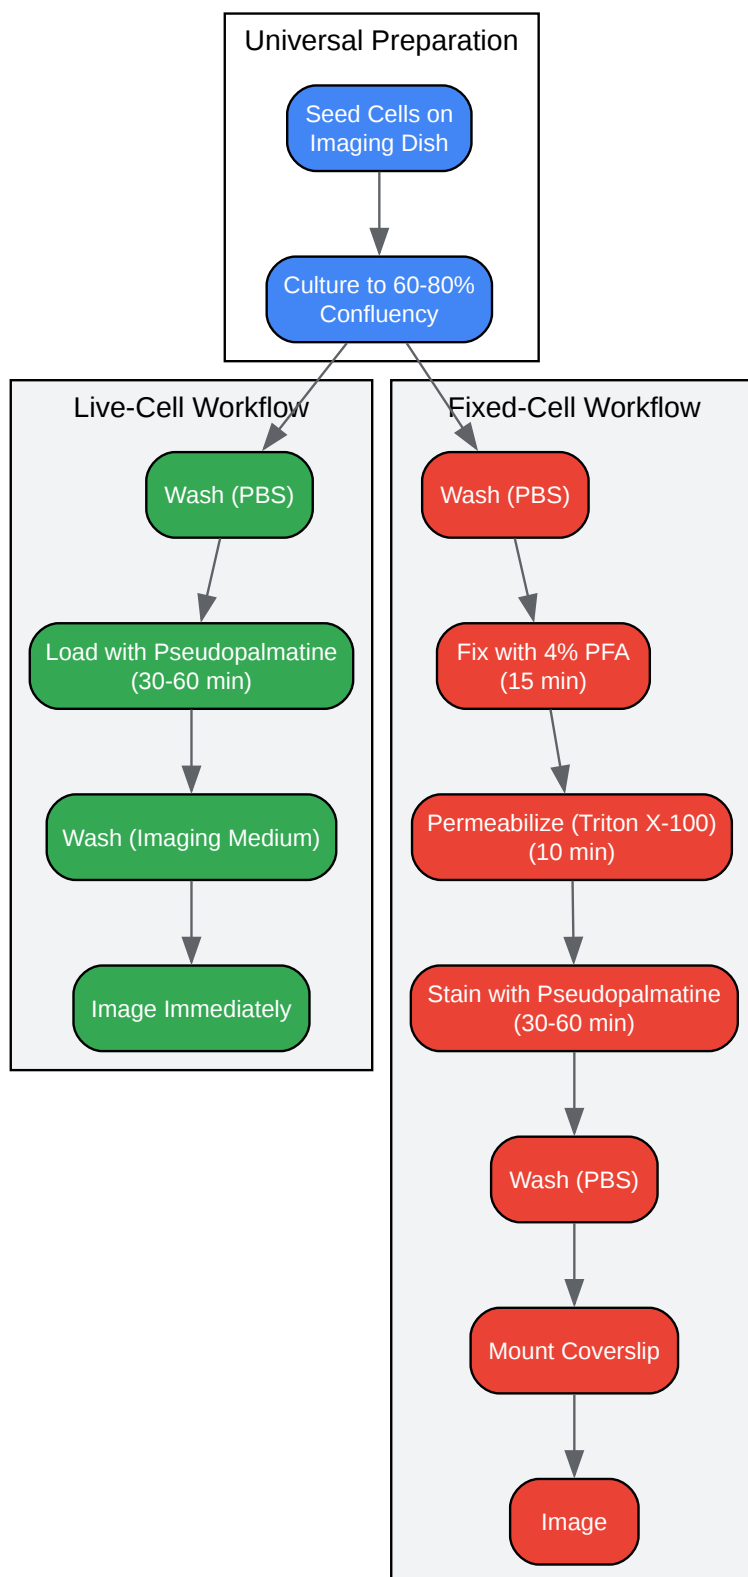 Universal Preparation
Seed Cells on
Imaging Dish
Culture to 60-80%
Confluency
Live-Cell Workflow
Wash (PBS)
Load with Pseudopalmatine
(30-60 min)
Wash (Imaging Medium)
Image Immediately
Fixed-Cell Workflow
Wash (PBS)
Fix with 4% PFA
(15 min)
Permeabilize (Triton X-100)
(10 min)
Stain with Pseudopalmatine
(30-60 min)
Wash (PBS)
Mount Coverslip
Image